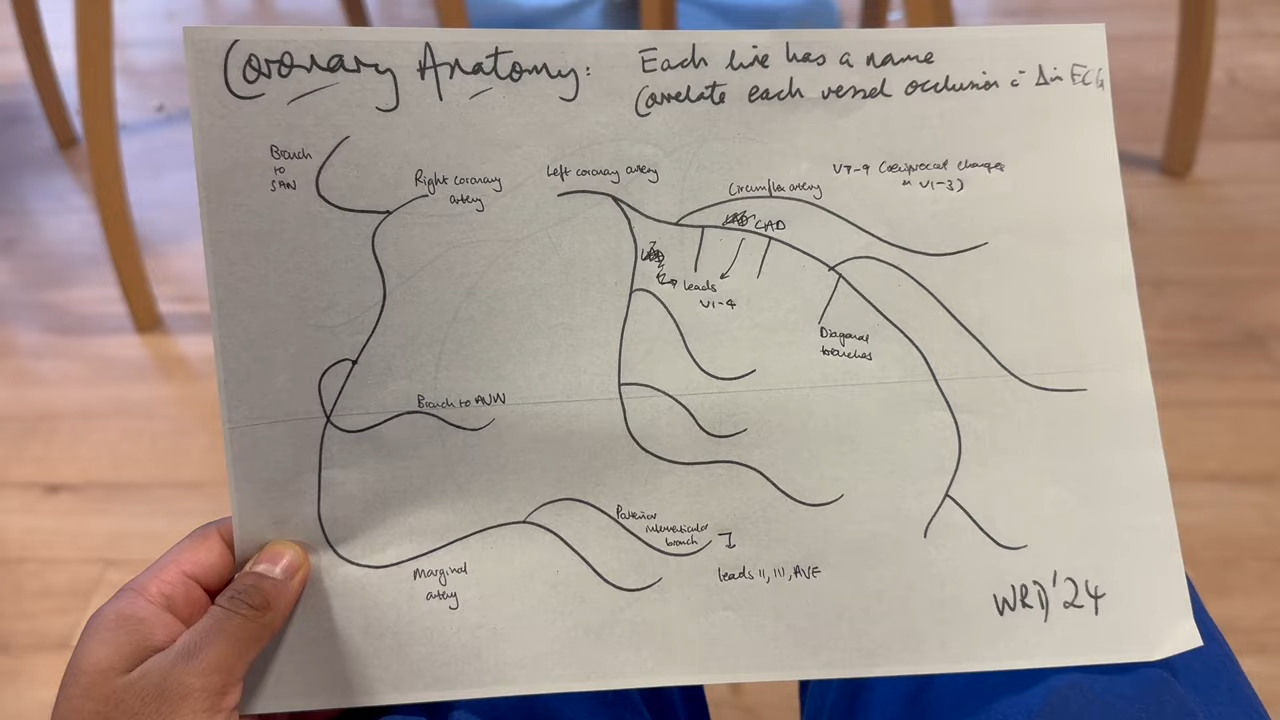 Coronary Anatomy:
Each line has a name
Correlate each vessel occlusion c̄ Δ in ECG
Branch
to
SAN
Right coronary
artery
Left coronary artery
Circumflex artery
V7-9 (reciprocal changes
in V1-3)
LAD
leads
V1-4
Diagonal
branches
Branch to AVN
Posterior
interventricular
branch
leads II, III, AVF
Marginal
artery
WRD '24